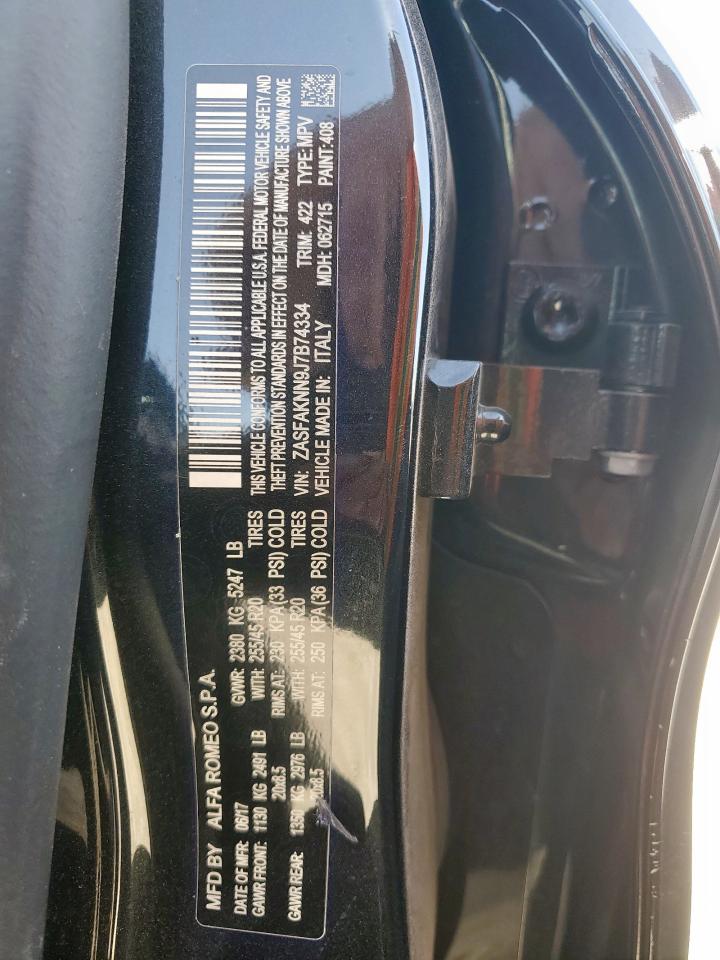 MFD BY ALFA ROMEO S.P.A.
DATE OF MFR: 06/17 GVWR: 2380 KG 5247 LB
GAWR FRONT: 1130 KG 2491 LB WITH: 255/45 R20 TIRES
20x8.5 RIMS AT: 230 KPA (33 PSI) COLD
GAWR REAR: 1350 KG 2976 LB WITH: 255/45 R20 TIRES
20x8.5 RIMS AT: 250 KPA (36 PSI) COLD
THIS VEHICLE CONFORMS TO ALL APPLICABLE U.S.A. FEDERAL MOTOR VEHICLE SAFETY AND
THEFT PREVENTION STANDARDS IN EFFECT ON THE DATE OF MANUFACTURE SHOWN ABOVE
VIN: ZASFAKNN9J7B74334 TRIM: 422 TYPE: MPV
VEHICLE MADE IN: ITALY MDH: 062715 PAINT: 408